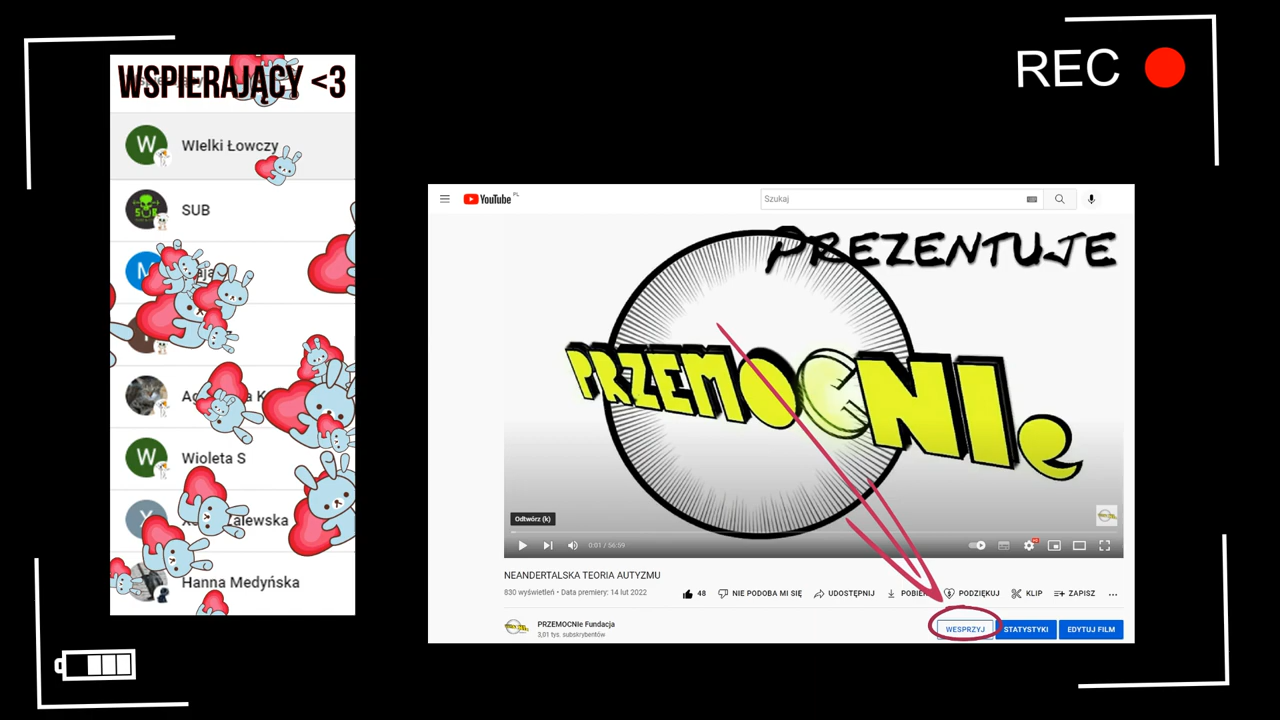 WSPIERAJĄCY <3
REC
W
WIelki Łowczy
SUB
SUB
W
Wioleta S
Hanna Medyńska
YouTube PL
Szukaj
PREZENTUJE
PRZEMOCNIe
Odtwórz (k)
0:01 / 56:59
NEANDERTALSKA TEORIA AUTYZMU
830 wyświetleń • Data premiery: 14 lut 2022
48
NIE PODOBA MI SIĘ
UDOSTĘPNIJ
PODZIĘKUJ
KLIP
ZAPISZ
PRZEMOCNIe Fundacja
3,01 tys. subskrybentów
WESPRZYJ
STATYSTYKI
EDYTUJ FILM